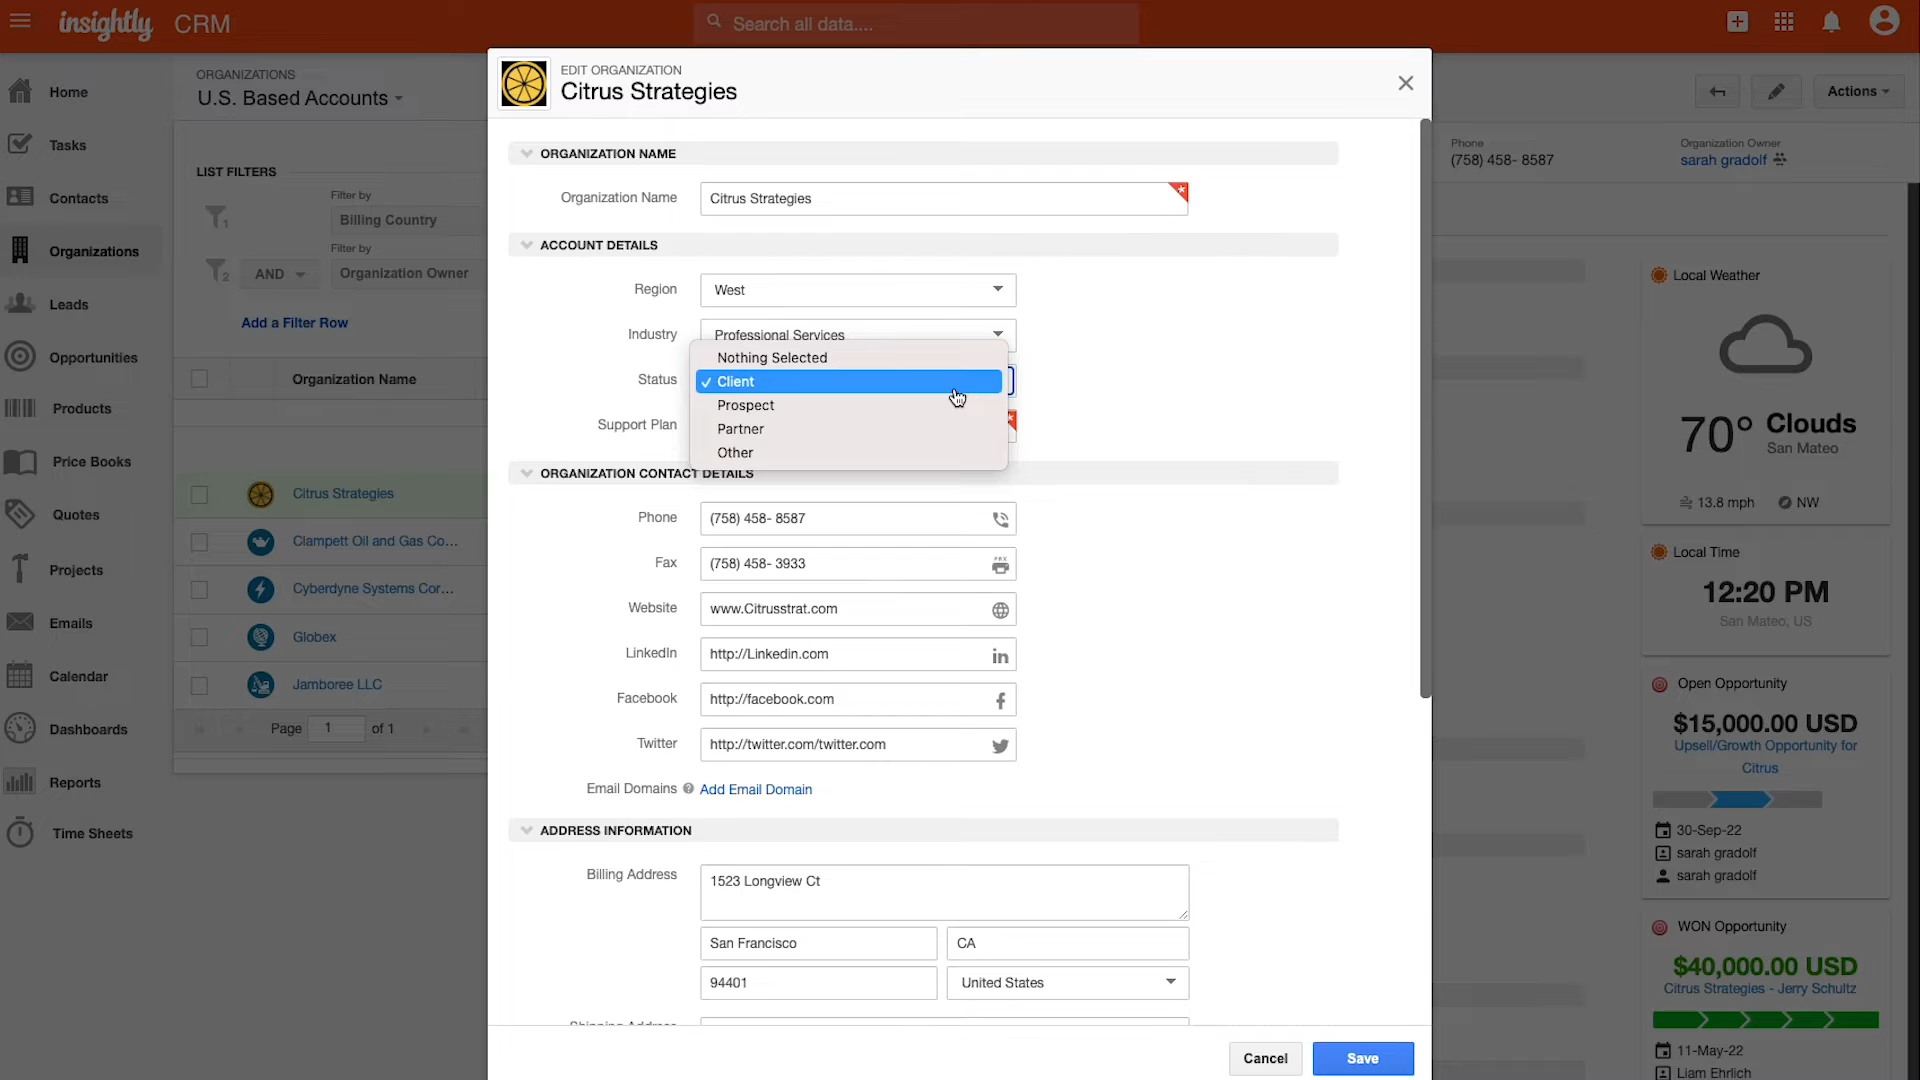 insightly CRM
Search all data....
Home
Tasks
Contacts
Organizations
Leads
Opportunities
Products
Price Books
Quotes
Projects
Emails
Calendar
Dashboards
Reports
Time Sheets
ORGANIZATIONS
U.S. Based Accounts
LIST FILTERS
Filter by
1
Billing Country
Filter by
2
AND
Organization Owner
Add a Filter Row
Organization Name
Citrus Strategies
Clampett Oil and Gas Co...
Cyberdyne Systems Cor...
Globex
Jamboree LLC
Page 1 of 1
EDIT ORGANIZATION
Citrus Strategies
ORGANIZATION NAME
Organization Name Citrus Strategies
ACCOUNT DETAILS
Region West
Industry Professional Services
Nothing Selected
Status Client
Prospect
Support Plan
Partner
Other
ORGANIZATION CONTACT DETAILS
Phone (758) 458- 8587
Fax (758) 458- 3933
Website www.Citrusstrat.com
LinkedIn http://Linkedin.com
Facebook http://facebook.com
Twitter http://twitter.com/twitter.com
Email Domains Add Email Domain
ADDRESS INFORMATION
Billing Address 1523 Longview Ct
San Francisco CA
94401 United States
Cancel Save
Actions
Phone
(758) 458- 8587
Organization Owner
sarah gradolf
Local Weather
70° Clouds
San Mateo
13.8 mph NW
Local Time
12:20 PM
San Mateo, US
Open Opportunity
$15,000.00 USD
Upsell/Growth Opportunity for
Citrus
30-Sep-22
sarah gradolf
sarah gradolf
WON Opportunity
$40,000.00 USD
Citrus Strategies - Jerry Schultz
11-May-22
Liam Ehrlich